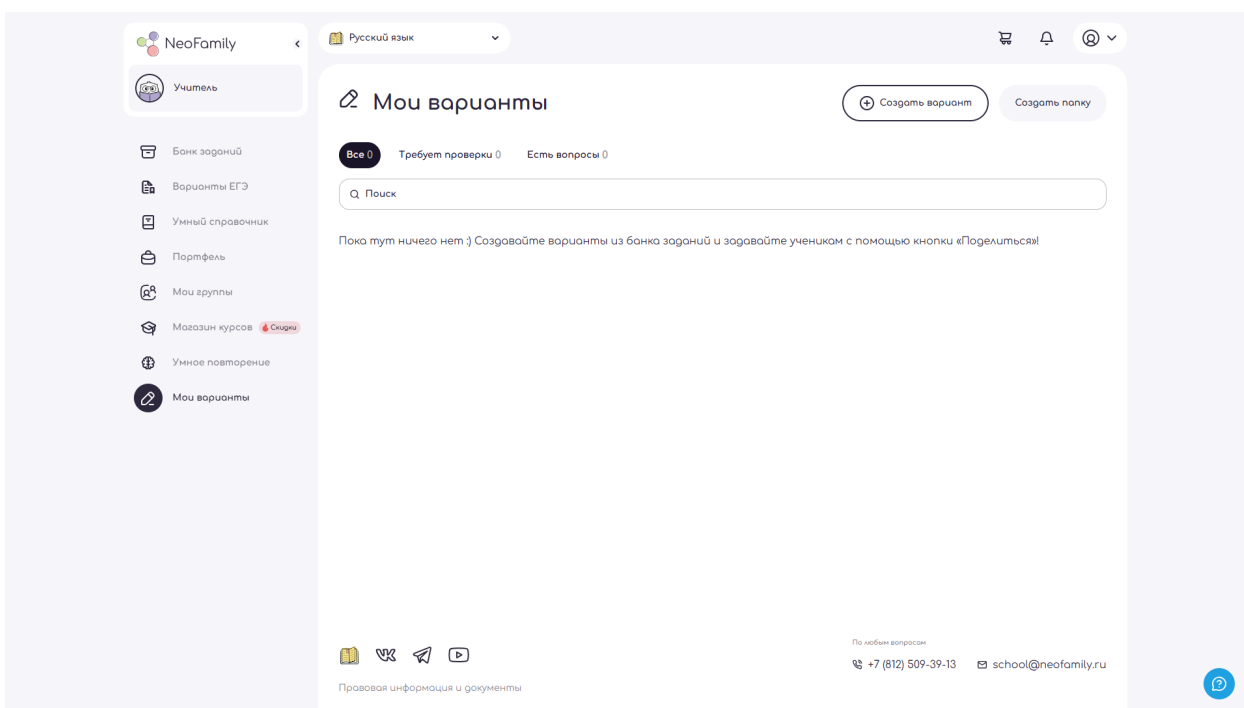 NeoFamily
Русский язык
Учитель
Мои варианты
Создать вариант
Создать папку
Банк заданий
Варианты ЕГЭ
Умный справочник
Портфель
Мои группы
Магазин курсов Скидки
Умное повторение
Мои варианты
Все 0 Требует проверки 0 Есть вопросы 0
Поиск
Пока тут ничего нет :) Создавайте варианты из банка заданий и задавайте ученикам с помощью кнопки «Поделиться»!
По любым вопросам
+7 (812) 509-39-13 school@neofamily.ru
Правовая информация и документы